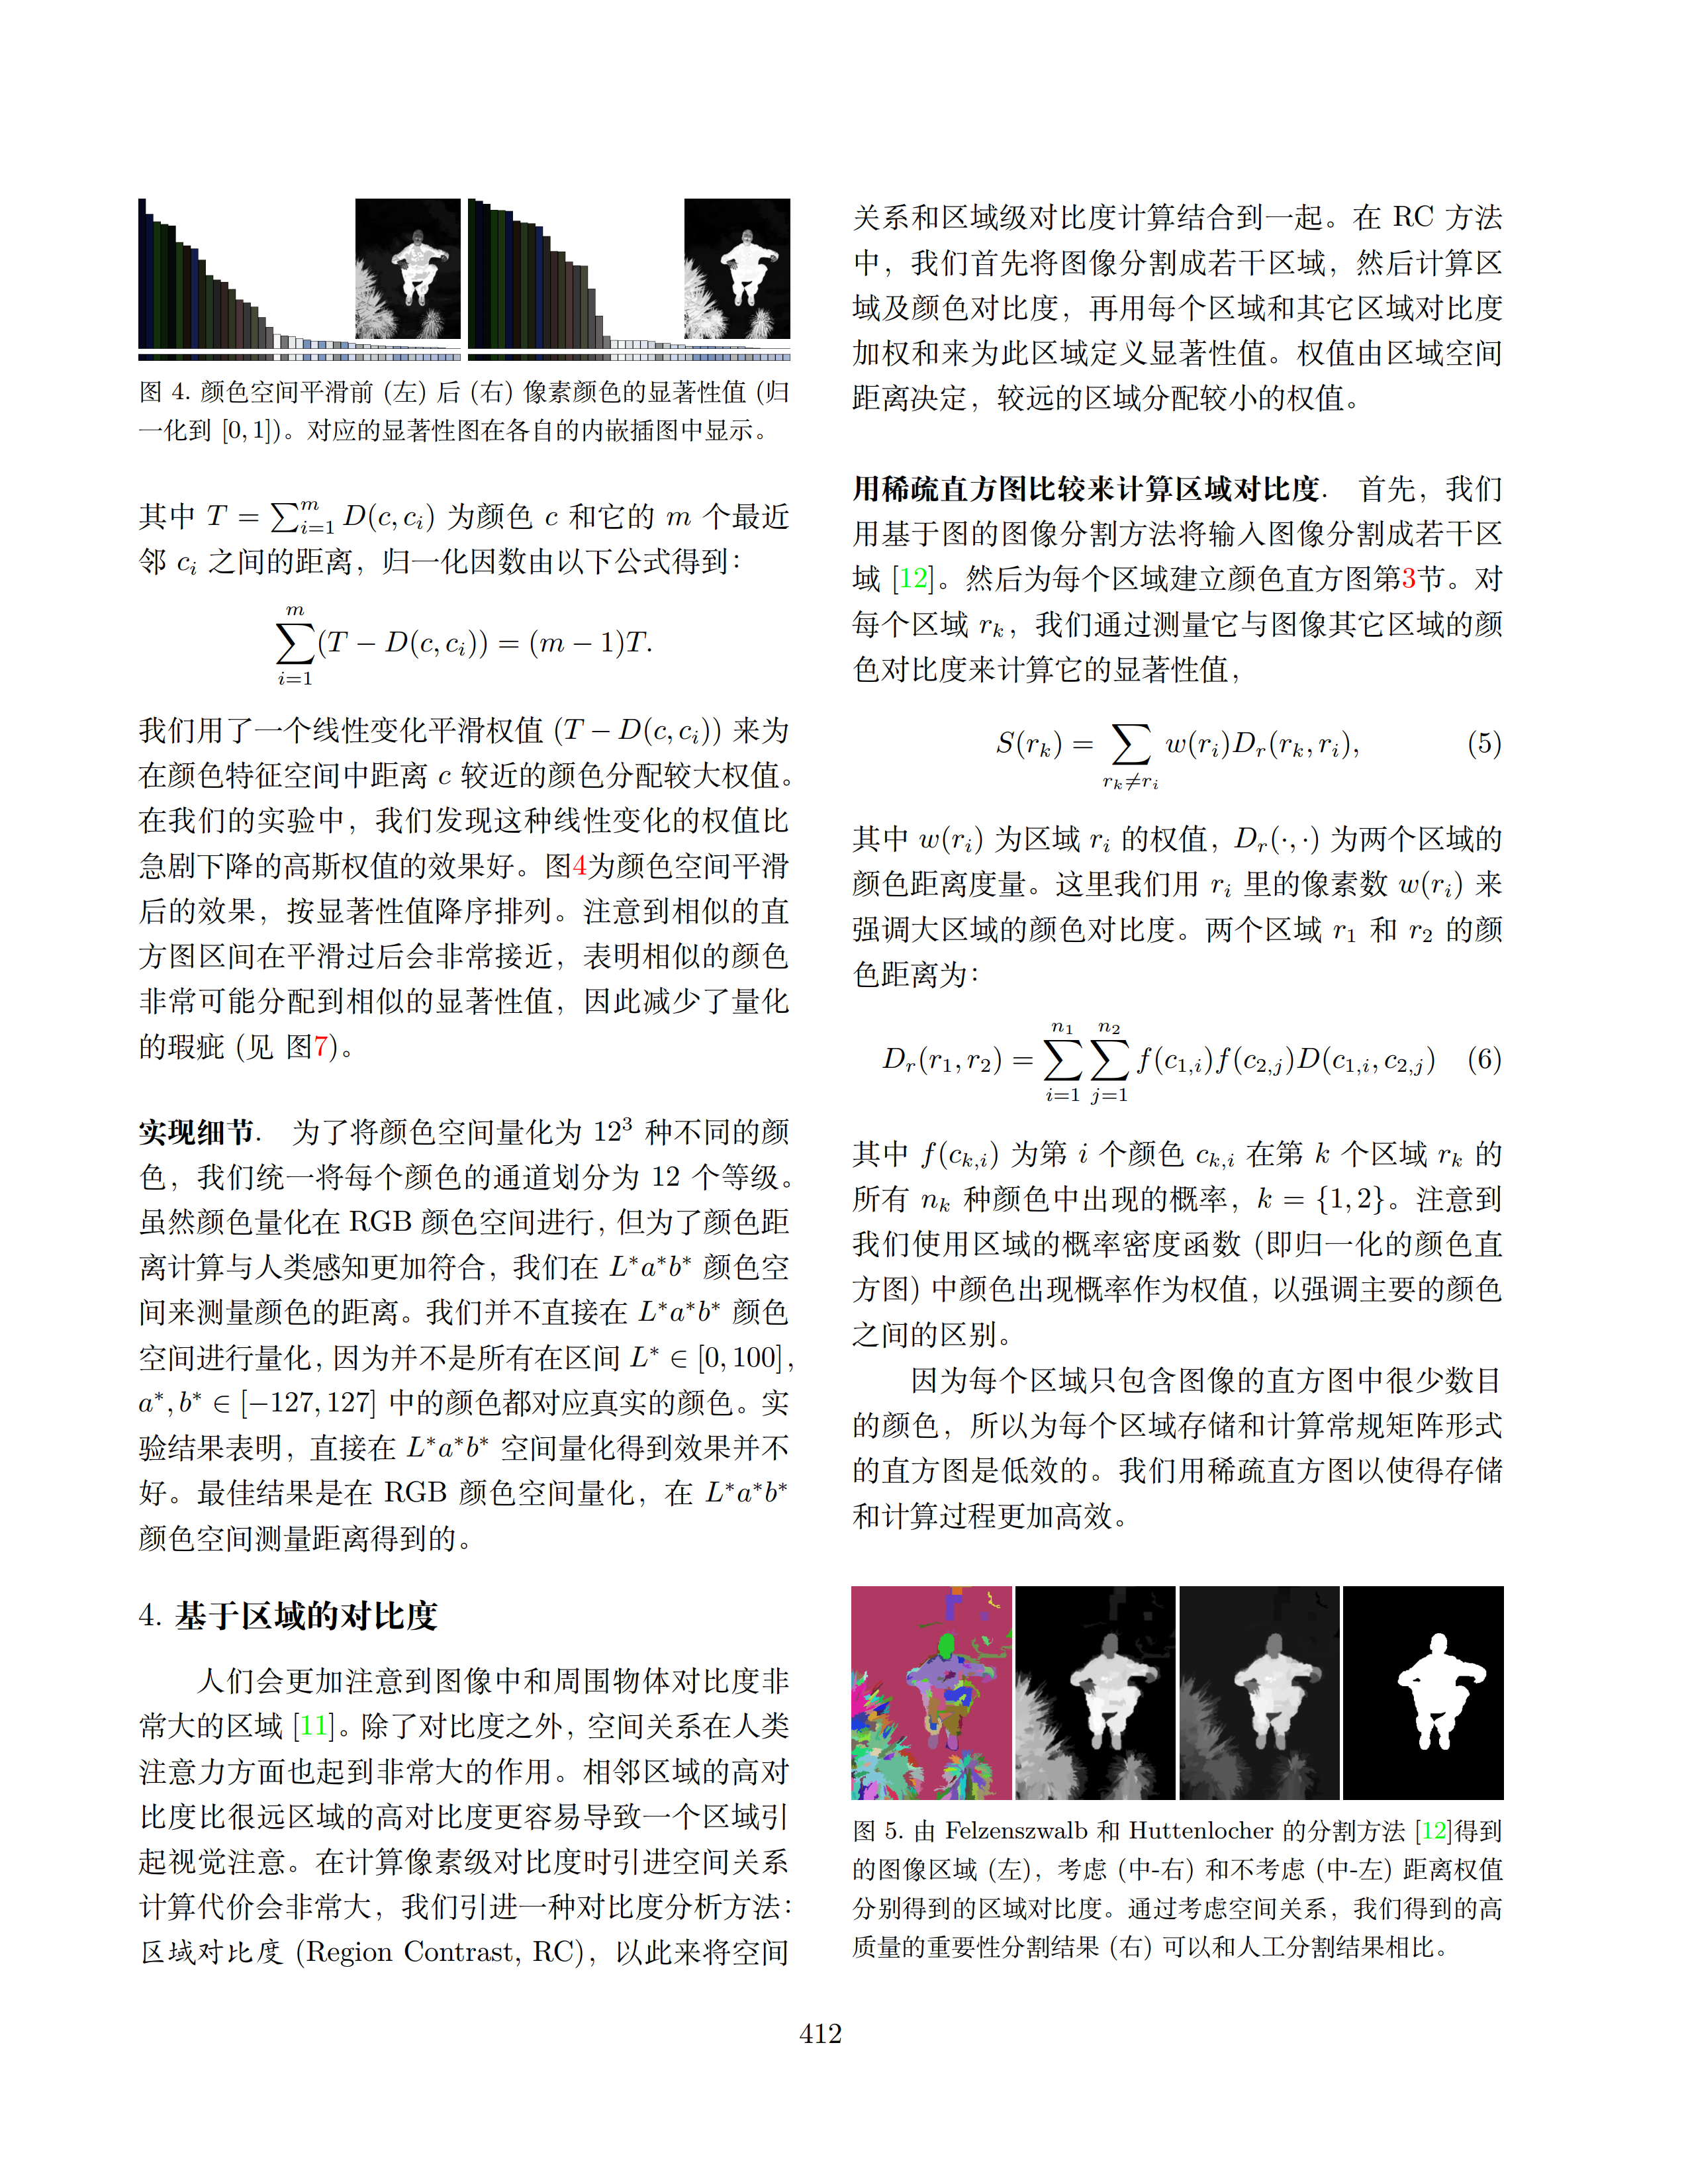 图 4. 颜色空间平滑前 (左) 后 (右) 像素颜色的显著性值 (归
一化到 [0, 1])。对应的显著性图在各自的内嵌插图中显示。
其中 T = ∑_{i=1}^{m} D(c, c_i) 为颜色 c 和它的 m 个最近
邻 c_i 之间的距离，归一化因数由以下公式得到：
∑_{i=1}^{m} (T − D(c, c_i)) = (m − 1)T.
我们用了一个线性变化平滑权值 (T − D(c, c_i)) 来为
在颜色特征空间中距离 c 较近的颜色分配较大权值。
在我们的实验中，我们发现这种线性变化的权值比
急剧下降的高斯权值的效果好。图4为颜色空间平滑
后的效果，按显著性值降序排列。注意到相似的直
方图区间在平滑过后会非常接近，表明相似的颜色
非常可能分配到相似的显著性值，因此减少了量化
的瑕疵 (见 图7)。
实现细节. 为了将颜色空间量化为 12³ 种不同的颜
色，我们统一将每个颜色的通道划分为 12 个等级。
虽然颜色量化在 RGB 颜色空间进行，但为了颜色距
离计算与人类感知更加符合，我们在 L*a*b* 颜色空
间来测量颜色的距离。我们并不直接在 L*a*b* 颜色
空间进行量化，因为并不是所有在区间 L* ∈ [0, 100]，
a*, b* ∈ [−127, 127] 中的颜色都对应真实的颜色。实
验结果表明，直接在 L*a*b* 空间量化得到效果并不
好。最佳结果是在 RGB 颜色空间量化，在 L*a*b*
颜色空间测量距离得到的。
4. 基于区域的对比度
人们会更加注意到图像中和周围物体对比度非
常大的区域 [11]。除了对比度之外，空间关系在人类
注意力方面也起到非常大的作用。相邻区域的高对
比度比很远区域的高对比度更容易导致一个区域引
起视觉注意。在计算像素级对比度时引进空间关系
计算代价会非常大，我们引进一种对比度分析方法：
区域对比度 (Region Contrast, RC)，以此来将空间
关系和区域级对比度计算结合到一起。在 RC 方法
中，我们首先将图像分割成若干区域，然后计算区
域及颜色对比度，再用每个区域和其它区域对比度
加权和来为此区域定义显著性值。权值由区域空间
距离决定，较远的区域分配较小的权值。
用稀疏直方图比较来计算区域对比度. 首先，我们
用基于图的图像分割方法将输入图像分割成若干区
域 [12]。然后为每个区域建立颜色直方图第3节。对
每个区域 r_k，我们通过测量它与图像其它区域的颜
色对比度来计算它的显著性值，
S(r_k) = ∑_{r_k≠r_i} w(r_i)D_r(r_k, r_i), (5)
其中 w(r_i) 为区域 r_i 的权值，D_r(·, ·) 为两个区域的
颜色距离度量。这里我们用 r_i 里的像素数 w(r_i) 来
强调大区域的颜色对比度。两个区域 r_1 和 r_2 的颜
色距离为：
D_r(r_1, r_2) = ∑_{i=1}^{n_1} ∑_{j=1}^{n_2} f(c_{1,i})f(c_{2,j})D(c_{1,i}, c_{2,j}) (6)
其中 f(c_{k,i}) 为第 i 个颜色 c_{k,i} 在第 k 个区域 r_k 的
所有 n_k 种颜色中出现的概率，k = {1, 2}。注意到
我们使用区域的概率密度函数 (即归一化的颜色直
方图) 中颜色出现概率作为权值，以强调主要的颜色
之间的区别。
因为每个区域只包含图像的直方图中很少数目
的颜色，所以为每个区域存储和计算常规矩阵形式
的直方图是低效的。我们用稀疏直方图以使得存储
和计算过程更加高效。
图 5. 由 Felzenszwalb 和 Huttenlocher 的分割方法 [12]得到
的图像区域 (左)，考虑 (中-右) 和不考虑 (中-左) 距离权值
分别得到的区域对比度。通过考虑空间关系，我们得到的高
质量的重要性分割结果 (右) 可以和人工分割结果相比。
412